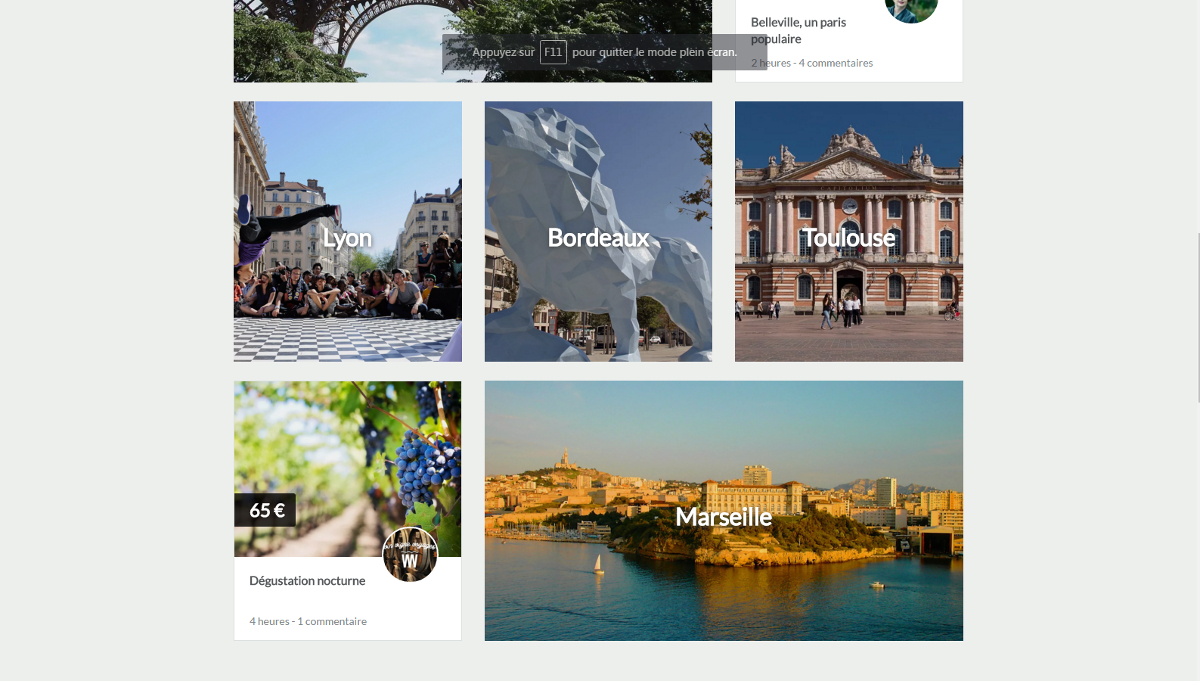 Belleville, un paris
populaire
Appuyez sur F11 pour quitter le mode plein écran.
2 heures - 4 commentaires
Lyon
Bordeaux
Toulouse
65 €
Dégustation nocturne
4 heures - 1 commentaire
Marseille